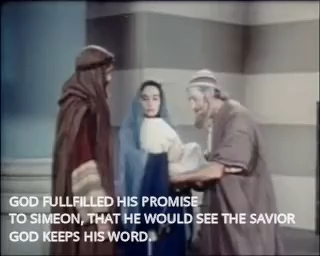 GOD FULLFILLED HIS PROMISE
TO SIMEON, THAT HE WOULD SEE THE SAVIOR
GOD KEEPS HIS WORD.